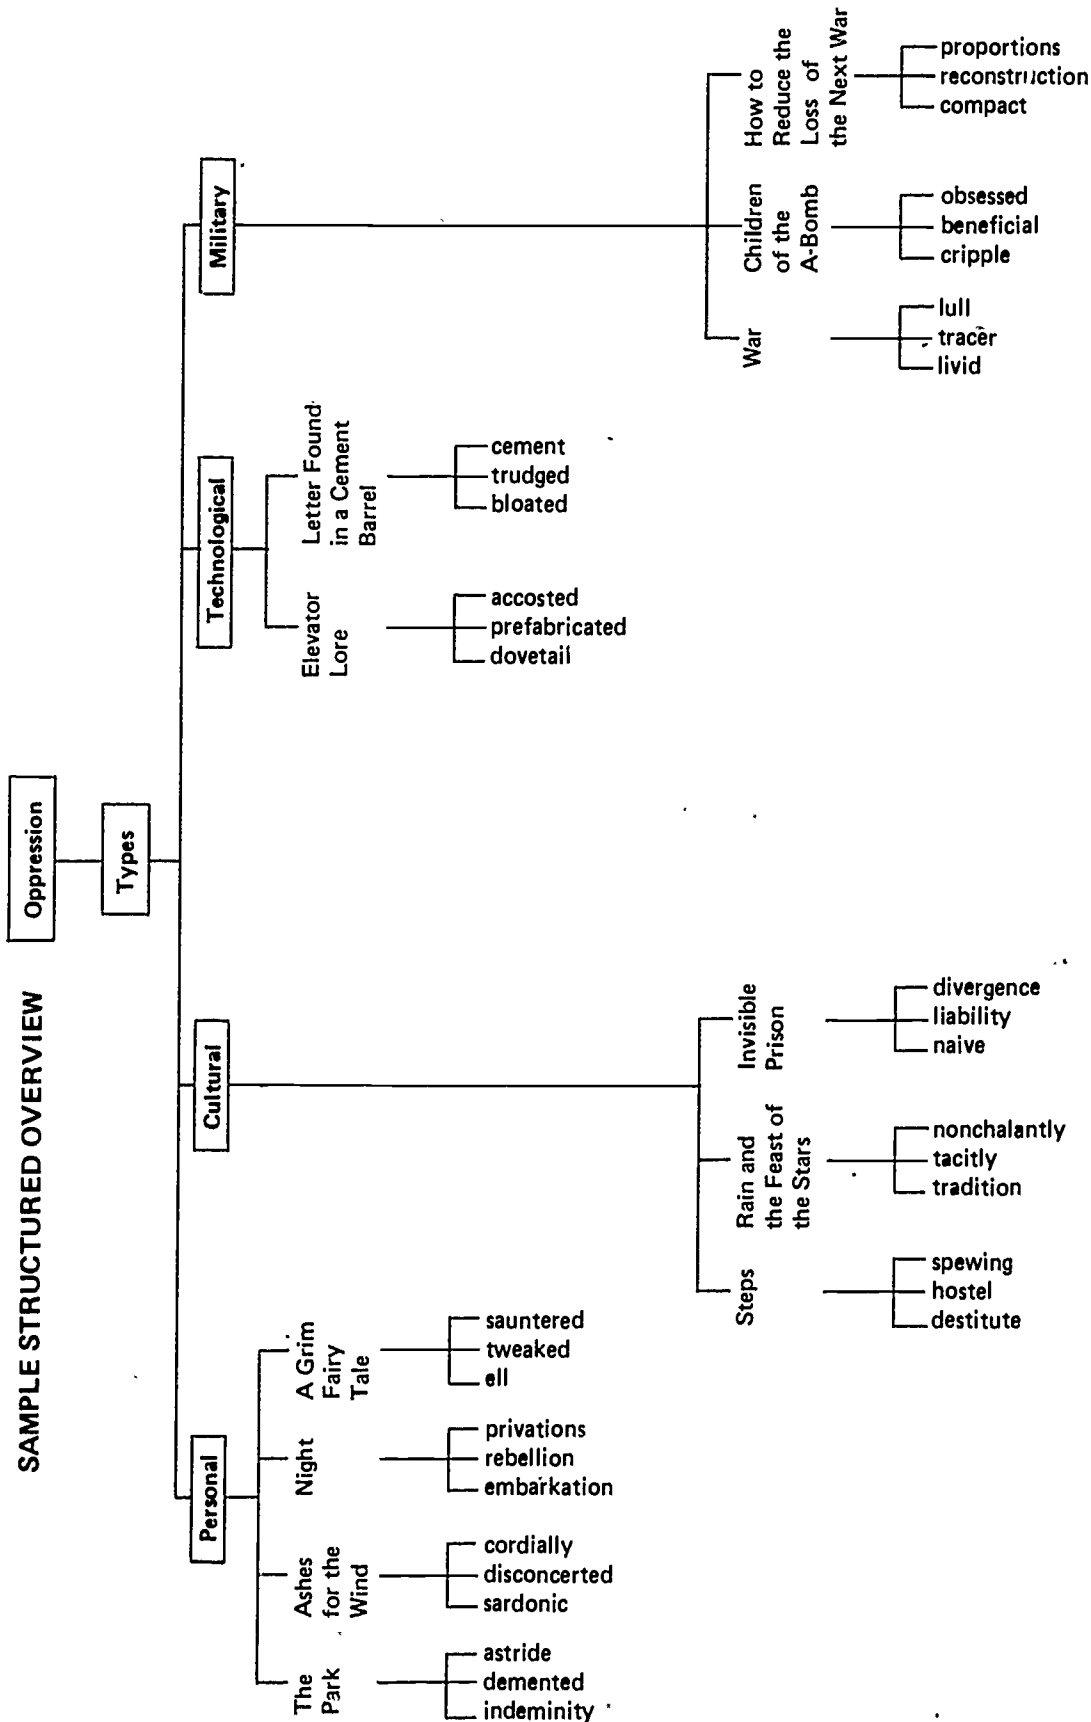 SAMPLE STRUCTURED OVERVIEW
Oppression
Types
Personal
Cultural
Technological
Military
The
Park
astride
demented
indeminity
Ashes
for the
Wind
cordially
disconcerted
sardonic
Night
privations
rebellion
embarkation
A Grim
Fairy
Tale
sauntered
tweaked
ell
Steps
spewing
hostel
destitute
Rain and
the Feast of
the Stars
nonchalantly
tacitly
tradition
Invisible
Prison
divergence
liability
naive
Elevator
Lore
accosted
prefabricated
dovetail
Letter Found
in a Cement
Barrel
cement
trudged
bloated
War
lull
tracer
livid
Children
of the
A-Bomb
obsessed
beneficial
cripple
How to
Reduce the
Loss of
the Next War
proportions
reconstruction
compact